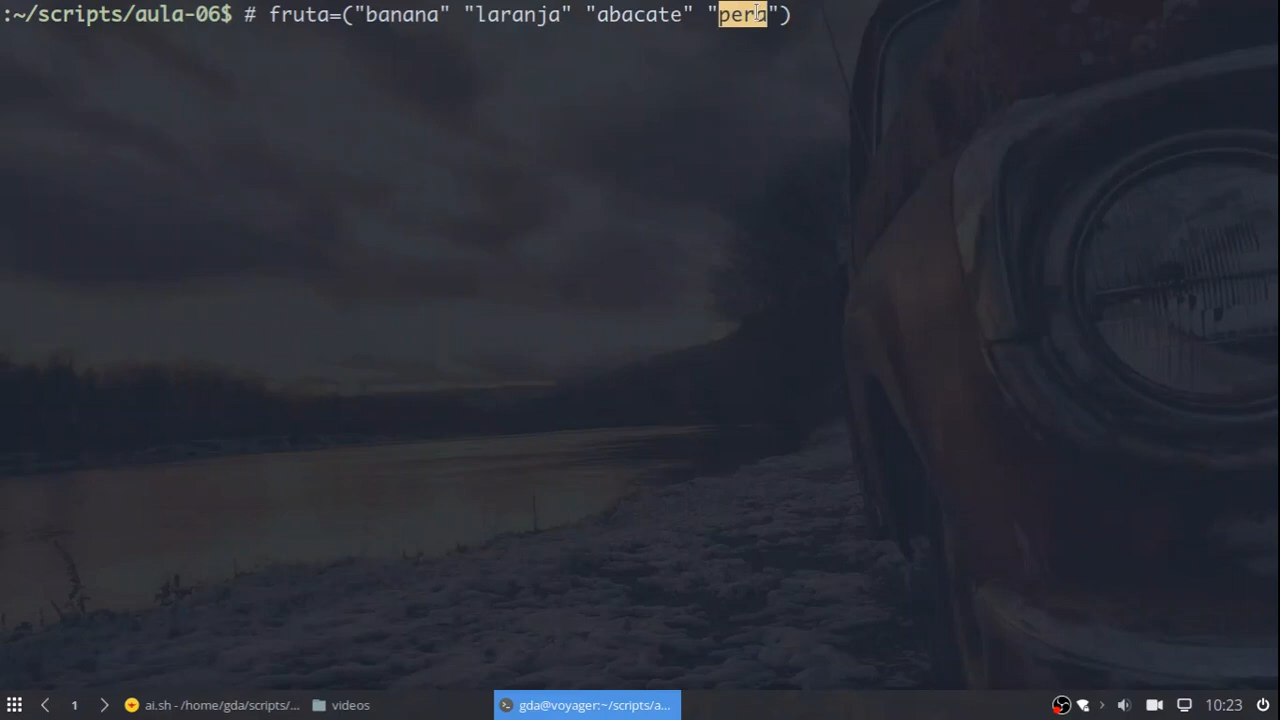 :~/scripts/aula-06$ # fruta=("banana" "laranja" "abacate" "pera")
1
ai.sh - /home/gda/scripts/...
videos
gda@voyager:~/scripts/a...
10:23